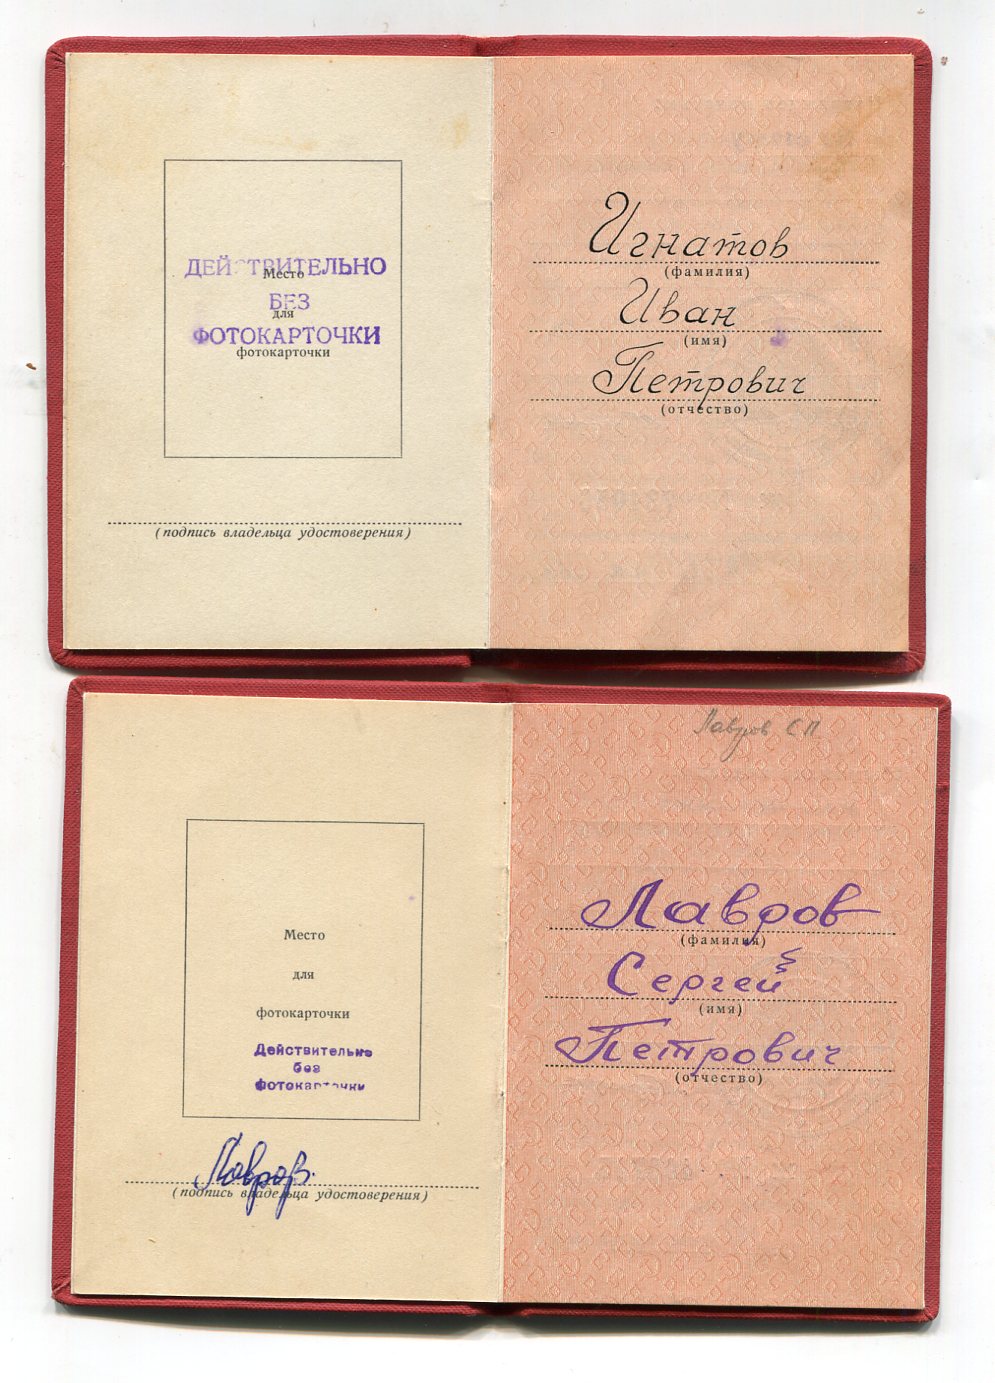 ДЕЙСТВИТЕЛЬНО
Место
БЕЗ
для
ФОТОКАРТОЧКИ
фотокарточки
(подпись владельца удостоверения)
Игнатов
(фамилия)
Иван
(имя)
Петрович
(отчество)
Место
для
фотокарточки
Действительно
без
фотокарточки
Лавров.
(подпись владельца удостоверения)
Лавров С П
Лавров
(фамилия)
Сергей
(имя)
Петрович
(отчество)